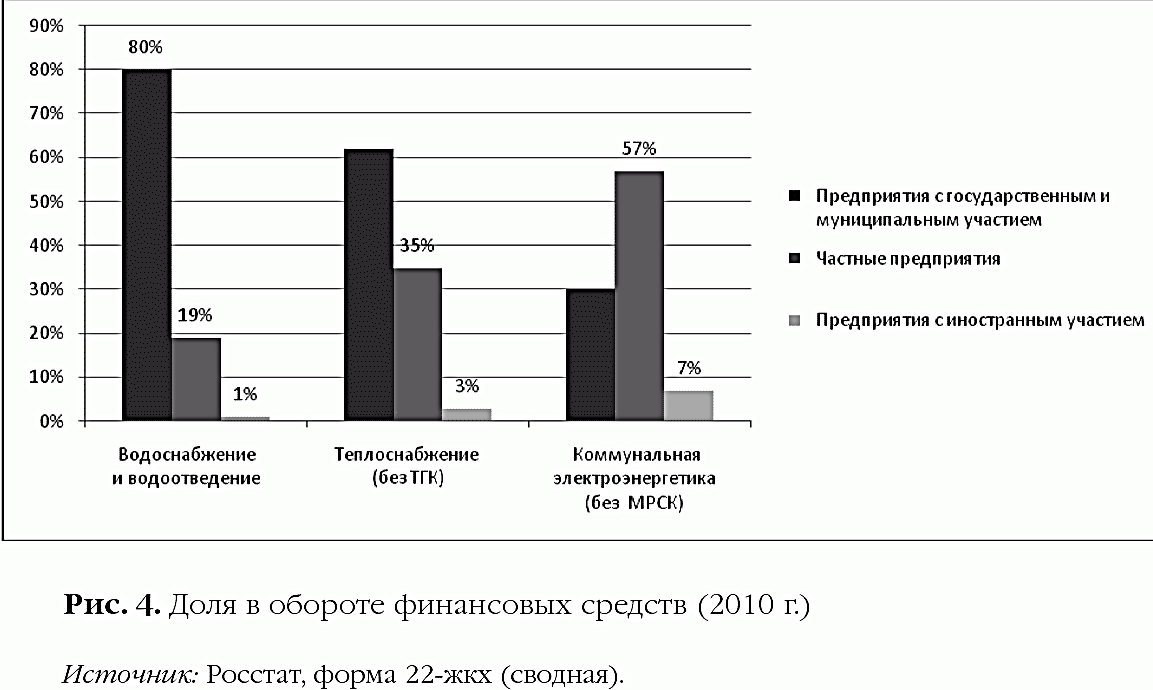 90%
80%
70%
60%
50%
40%
30%
20%
10%
0%
80%
19%
1%
35%
3%
57%
7%
Водоснабжение
и водоотведение
Теплоснабжение
(без ТГК)
Коммунальная
электроэнергетика
(без МРСК)
Предприятия с государственным и
муниципальным участием
Частные предприятия
Предприятия с иностранным участием
Рис. 4. Доля в обороте финансовых средств (2010 г.)
Источник: Росстат, форма 22-жкх (сводная).